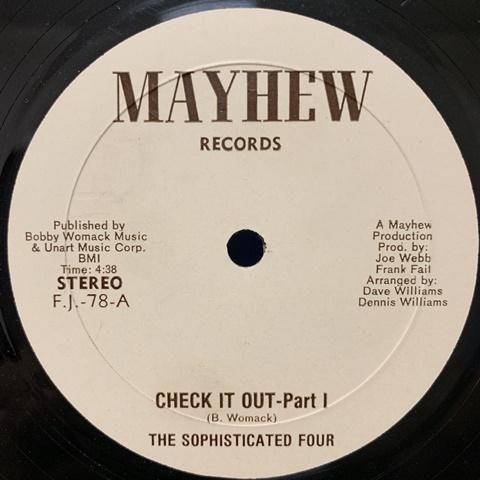 MAYHEW
RECORDS
Published by
Bobby Womack Music
& Unart Music Corp.
BMI
Time: 4:38
STEREO
F.J.-78-A
A Mayhew
Production
Prod. by:
Joe Webb
Frank Fail
Arranged by:
Dave Williams
Dennis Williams
CHECK IT OUT-Part I
(B. Womack)
THE SOPHISTICATED FOUR